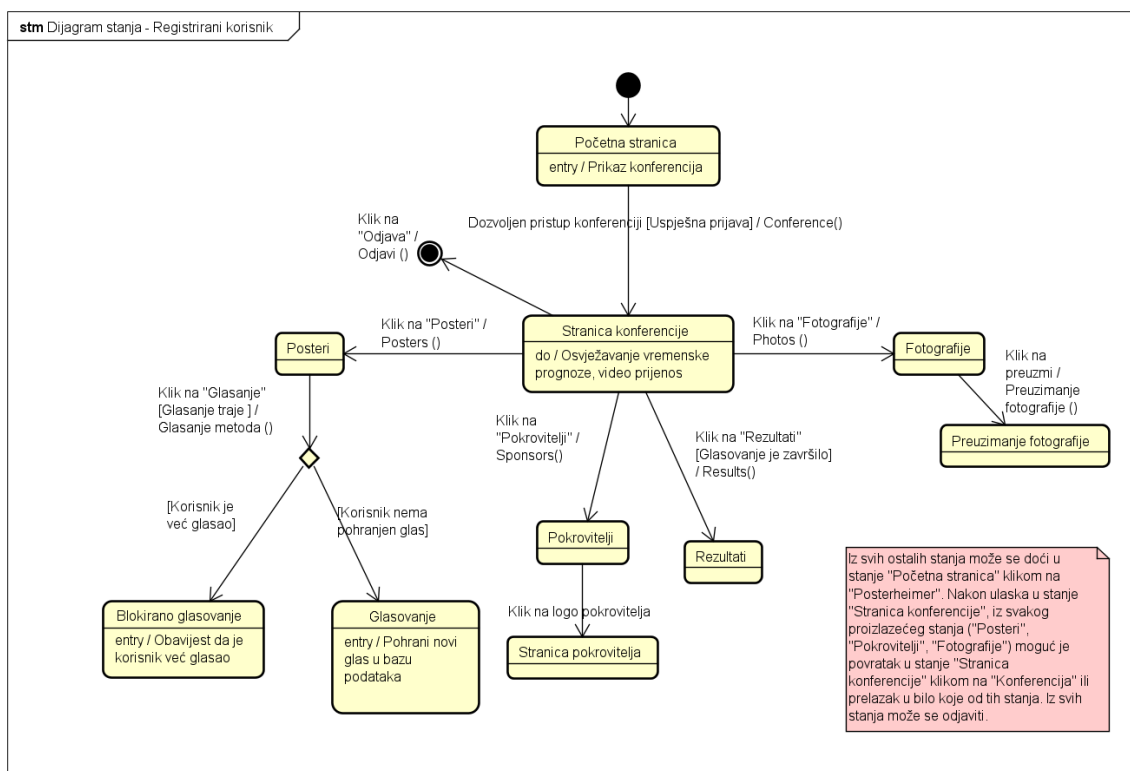 stm Dijagram stanja - Registrirani korisnik
Početna stranica
entry / Prikaz konferencija
Dozvoljen pristup konferenciji [Uspješna prijava] / Conference()
Klik na
"Odjava" /
Odjavi ()
Stranica konferencije
do / Osvježavanje vremenske
prognoze, video prijenos
Klik na "Posteri" /
Posters ()
Posteri
Klik na "Fotografije" /
Photos ()
Fotografije
Klik na
preuzmi /
Preuzimanje
fotografije ()
Preuzimanje fotografije
Klik na "Glasanje"
[Glasanje traje ] /
Glasanje metoda ()
Klik na
"Pokrovitelji" /
Sponsors()
Klik na "Rezultati"
[Glasovanje je završilo]
/ Results()
[Korisnik je
već glasao]
[Korisnik nema
pohranjen glas]
Pokrovitelji
Rezultati
Blokirano glasovanje
entry / Obavijest da je
korisnik već glasao
Glasovanje
entry / Pohrani novi
glas u bazu
podataka
Klik na logo pokrovitelja
Stranica pokrovitelja
Iz svih ostalih stanja može se doći u
stanje "Početna stranica" klikom na
"Posterheimer". Nakon ulaska u stanje
"Stranica konferencije", iz svakog
proizlazećeg stanja ("Posteri",
"Pokrovitelji", "Fotografije") moguć je
povratak u stanje "Stranica
konferencije" klikom na "Konferencija" ili
prelazak u bilo koje od tih stanja. Iz svih
stanja može se odjaviti.